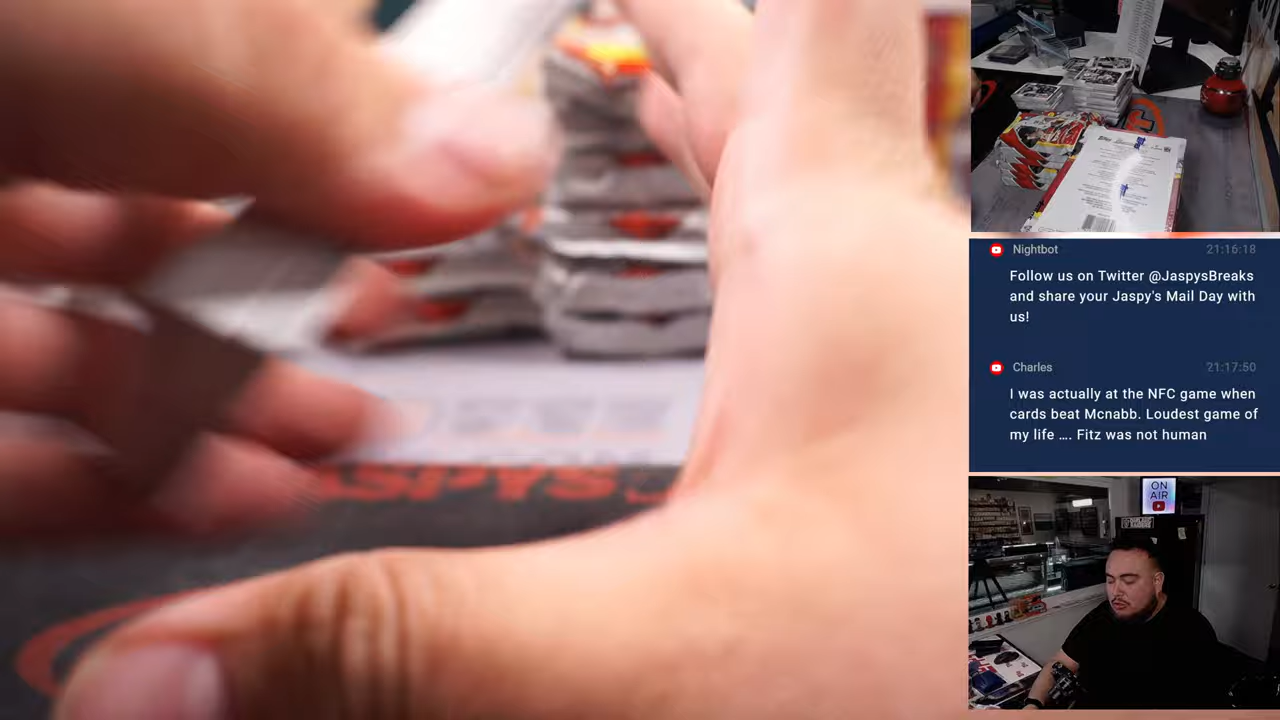 Nightbot 21:16:18
Follow us on Twitter @JaspysBreaks
and share your Jaspy's Mail Day with
us!
Charles 21:17:50
I was actually at the NFC game when
cards beat Mcnabb. Loudest game of
my life .... Fitz was not human
ON
AIR
JASPYS